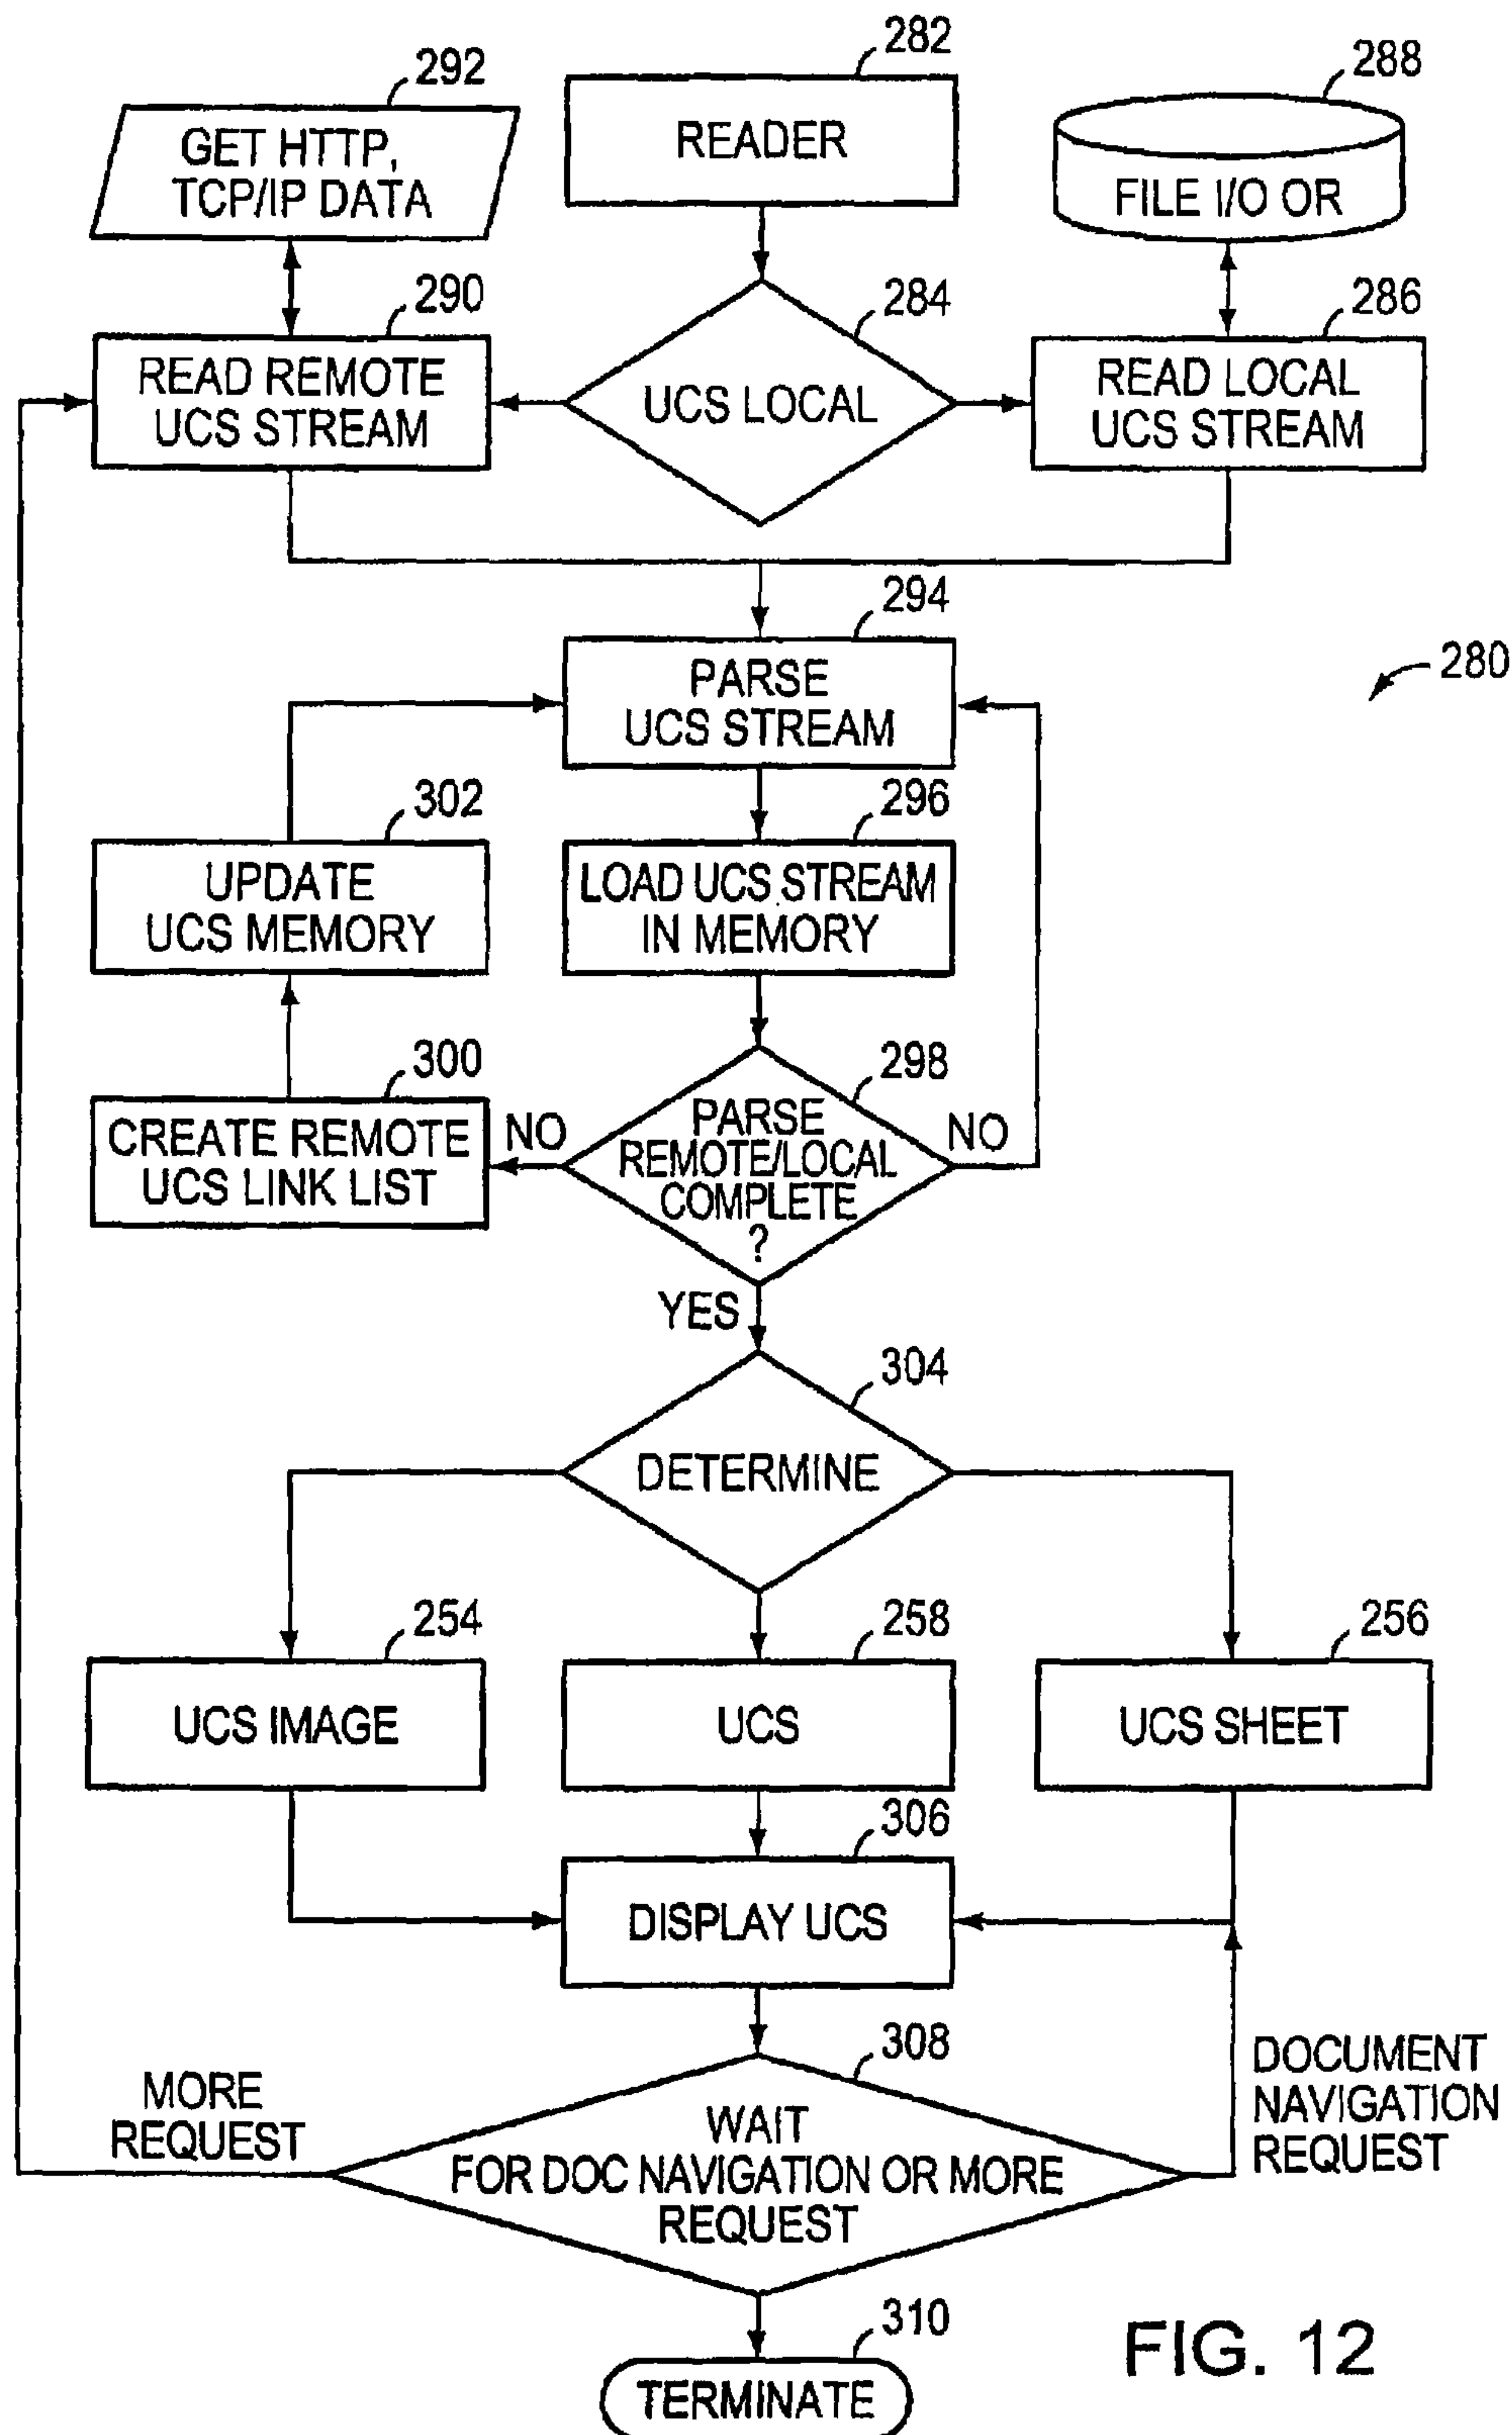 282
292
288
GET HTTP,
TCP/IP DATA
READER
FILE I/O OR
290
284
286
READ REMOTE
UCS STREAM
UCS LOCAL
READ LOCAL
UCS STREAM
294
280
PARSE
UCS STREAM
302
296
UPDATE
UCS MEMORY
LOAD UCS STREAM
IN MEMORY
300
298
CREATE REMOTE
UCS LINK LIST
NO
PARSE
REMOTE/LOCAL
COMPLETE
?
NO
YES
304
DETERMINE
254
258
256
UCS IMAGE
UCS
UCS SHEET
306
DISPLAY UCS
308
MORE
REQUEST
WAIT
FOR DOC NAVIGATION OR MORE
REQUEST
DOCUMENT
NAVIGATION
REQUEST
310
TERMINATE
FIG. 12